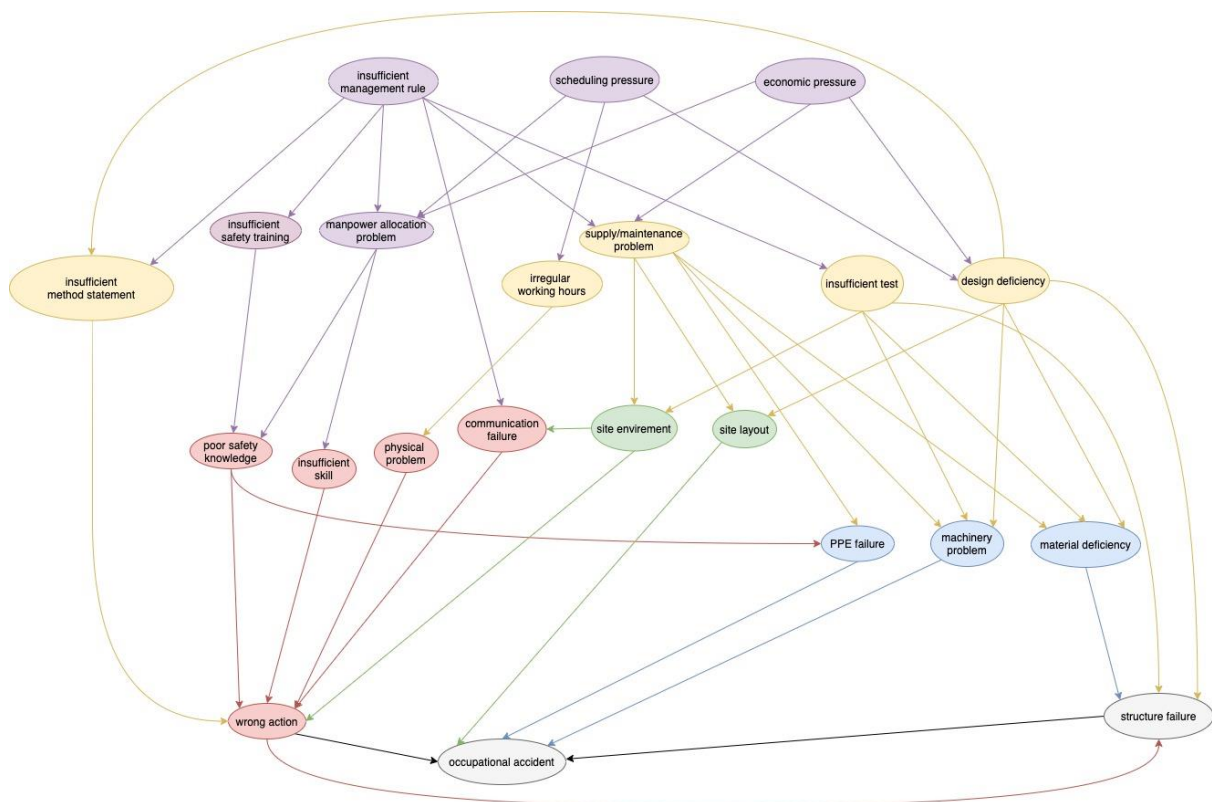 insufficient
management rule
scheduling pressure
economic pressure
insufficient
safety training
manpower allocation
problem
supply/maintenance
problem
insufficient
method statement
irregular
working hours
insufficient test
design deficiency
poor safety
knowledge
insufficient
skill
physical
problem
communication
failure
site envirement
site layout
PPE failure
machinery
problem
material deficiency
wrong action
occupational accident
structure failure